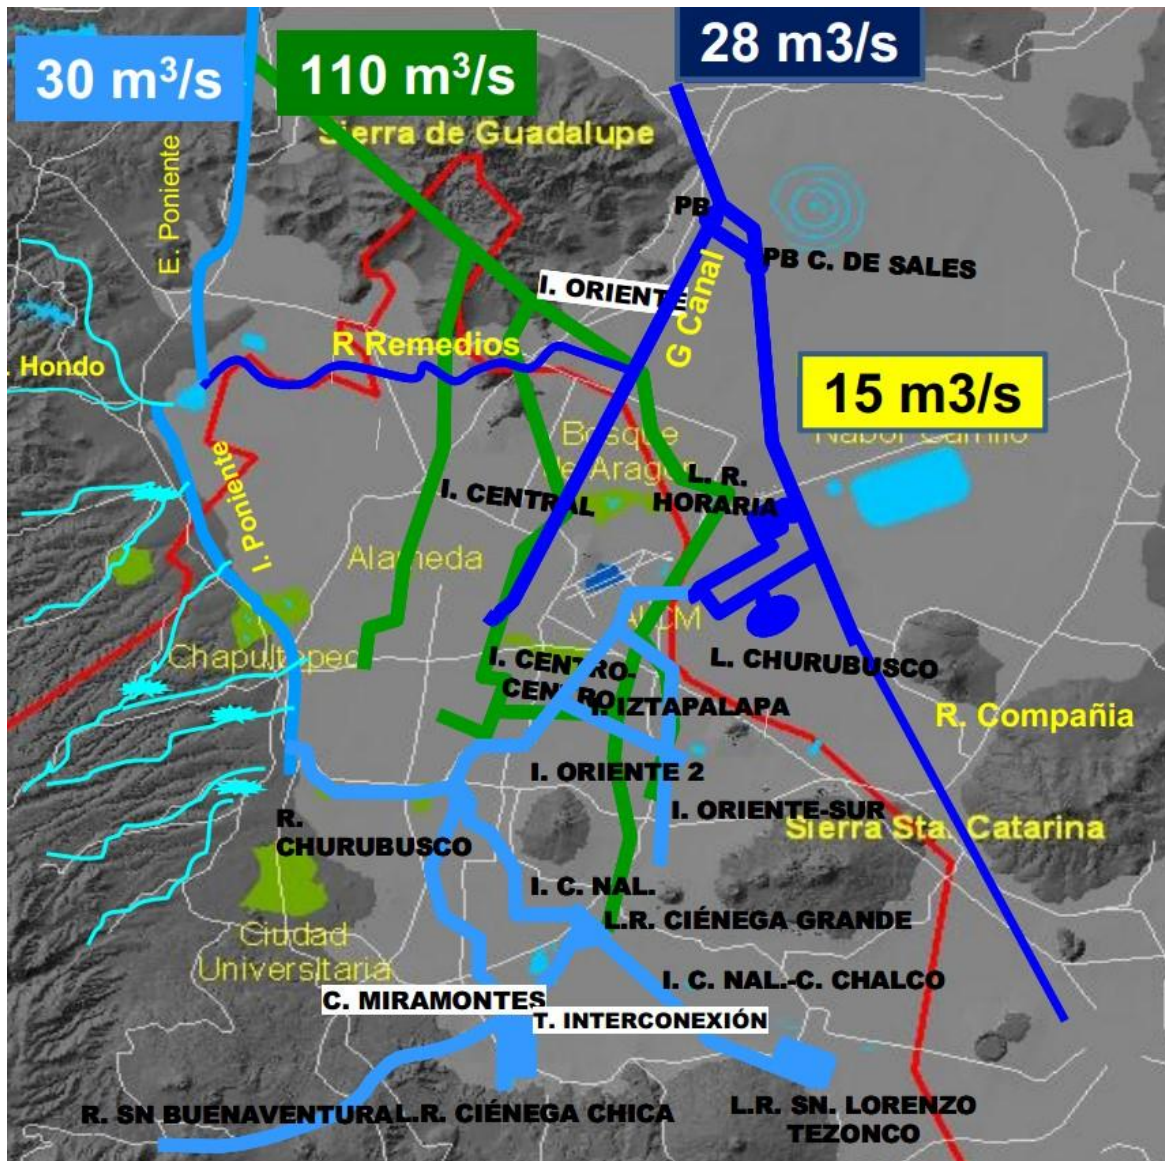 28 m3/s
30 m³/s
110 m³/s
Sierra de Guadalupe
E. Poniente
PB
PB C. DE SALES
I. ORIENTE
G Canal
R Remedios
. Hondo
15 m3/s
Nabor Carrillo
Bosque
de Aragon
I. Poniente
L. R.
HORARIA
I. CENTRAL
Alameda
AICM
Chapultepec
I. CENTRO-
CENTRO
L. CHURUBUSCO
I. IZTAPALAPA
R. Compañia
I. ORIENTE 2
I. ORIENTE-SUR
Sierra Sta. Catarina
R.
CHURUBUSCO
I. C. NAL.
L.R. CIÉNEGA GRANDE
Ciudad
Universitaria
I. C. NAL.-C. CHALCO
C. MIRAMONTES
T. INTERCONEXIÓN
R. SN BUENAVENTURA
L.R. CIÉNEGA CHICA
L.R. SN. LORENZO
TEZONCO